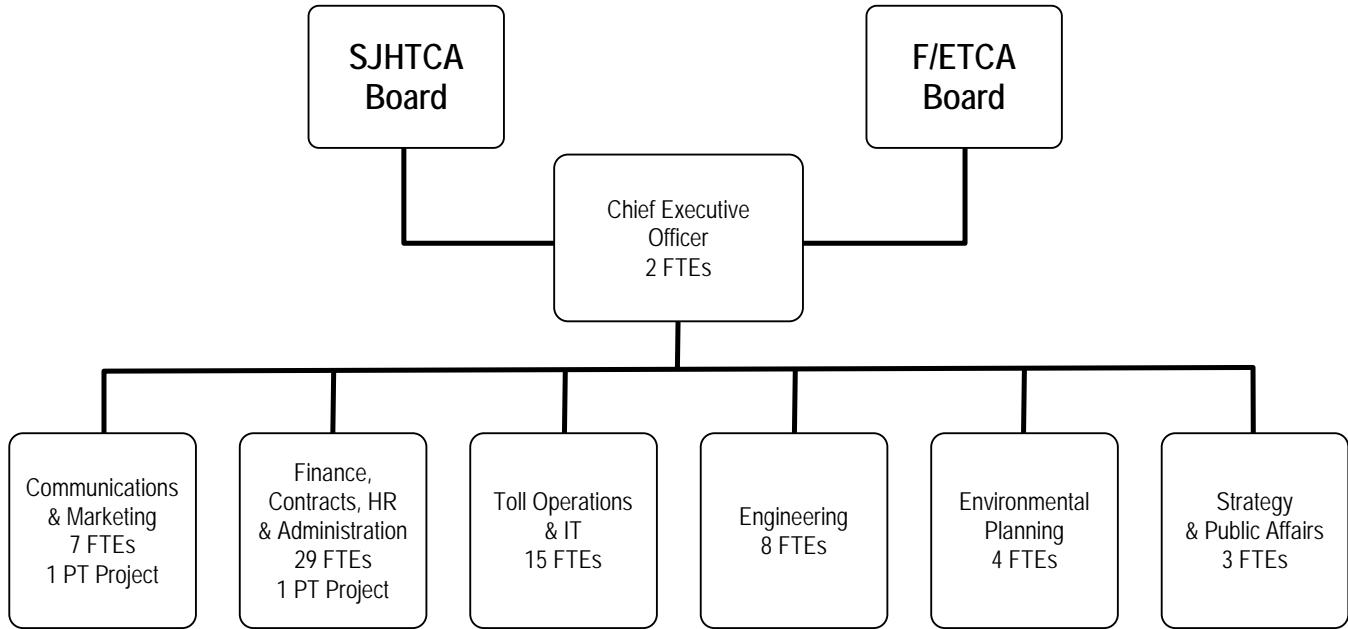 SJHTCA
Board
F/ETCA
Board
Chief Executive
Officer
2 FTEs
Communications
& Marketing
7 FTEs
1 PT Project
Finance,
Contracts, HR
& Administration
29 FTEs
1 PT Project
Toll Operations
& IT
15 FTEs
Engineering
8 FTEs
Environmental
Planning
4 FTEs
Strategy
& Public Affairs
3 FTEs